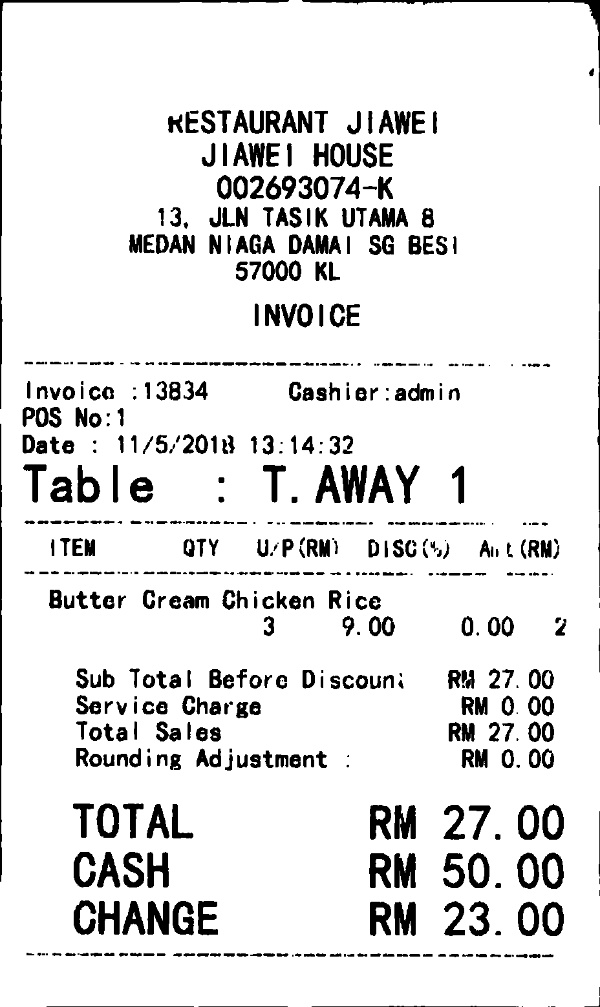 RESTAURANT JIAWEI
JIAWEI HOUSE
002693074-K
13, JLN TASIK UTAMA 8
MEDAN NIAGA DAMAI SG BESI
57000 KL
INVOICE
Invoice :13834 Cashier:admin
POS No:1
Date : 11/5/2018 13:14:32
Table : T. AWAY 1
ITEM QTY U/P(RM) DISC(%) Amt(RM)
Butter Cream Chicken Rice
3 9.00 0.00 2
Sub Total Before Discount RM 27.00
Service Charge RM 0.00
Total Sales RM 27.00
Rounding Adjustment : RM 0.00
TOTAL RM 27.00
CASH RM 50.00
CHANGE RM 23.00